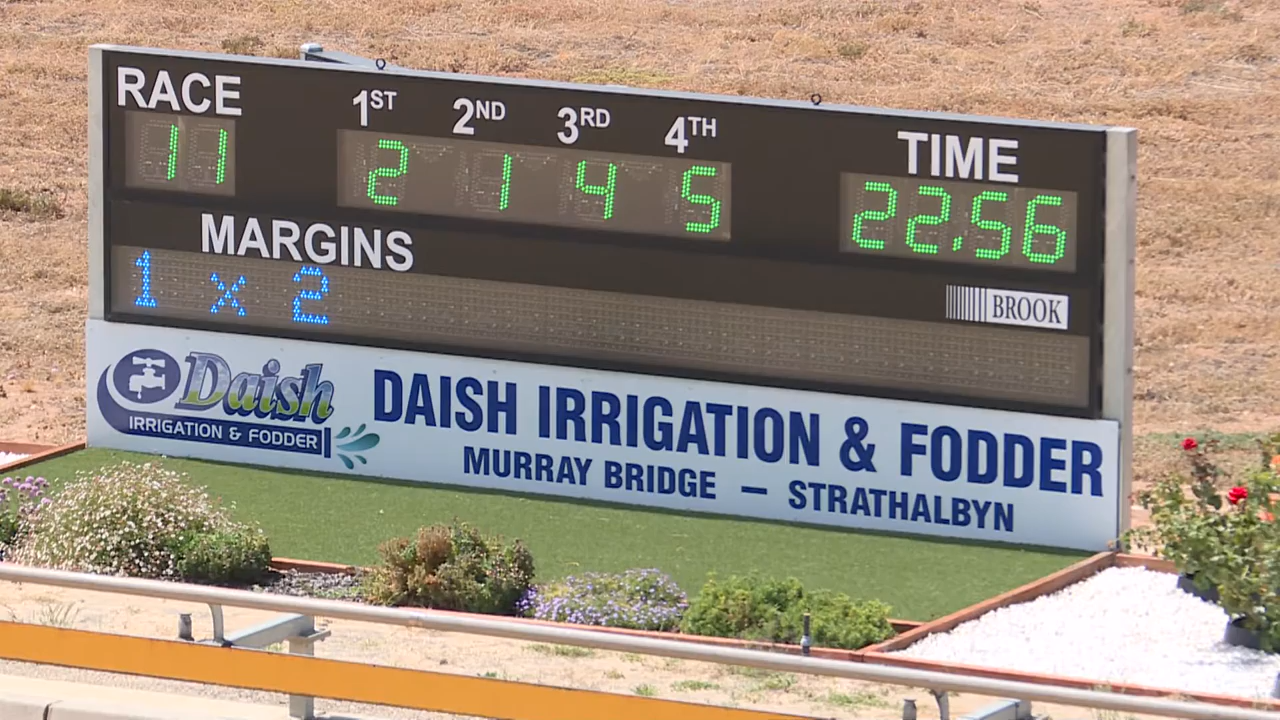 RACE 1ST 2ND 3RD 4TH TIME
11 2 1 4 5 22.56
MARGINS
1 x 2
BROOK
Daish
IRRIGATION & FODDER
DAISH IRRIGATION & FODDER
MURRAY BRIDGE – STRATHALBYN